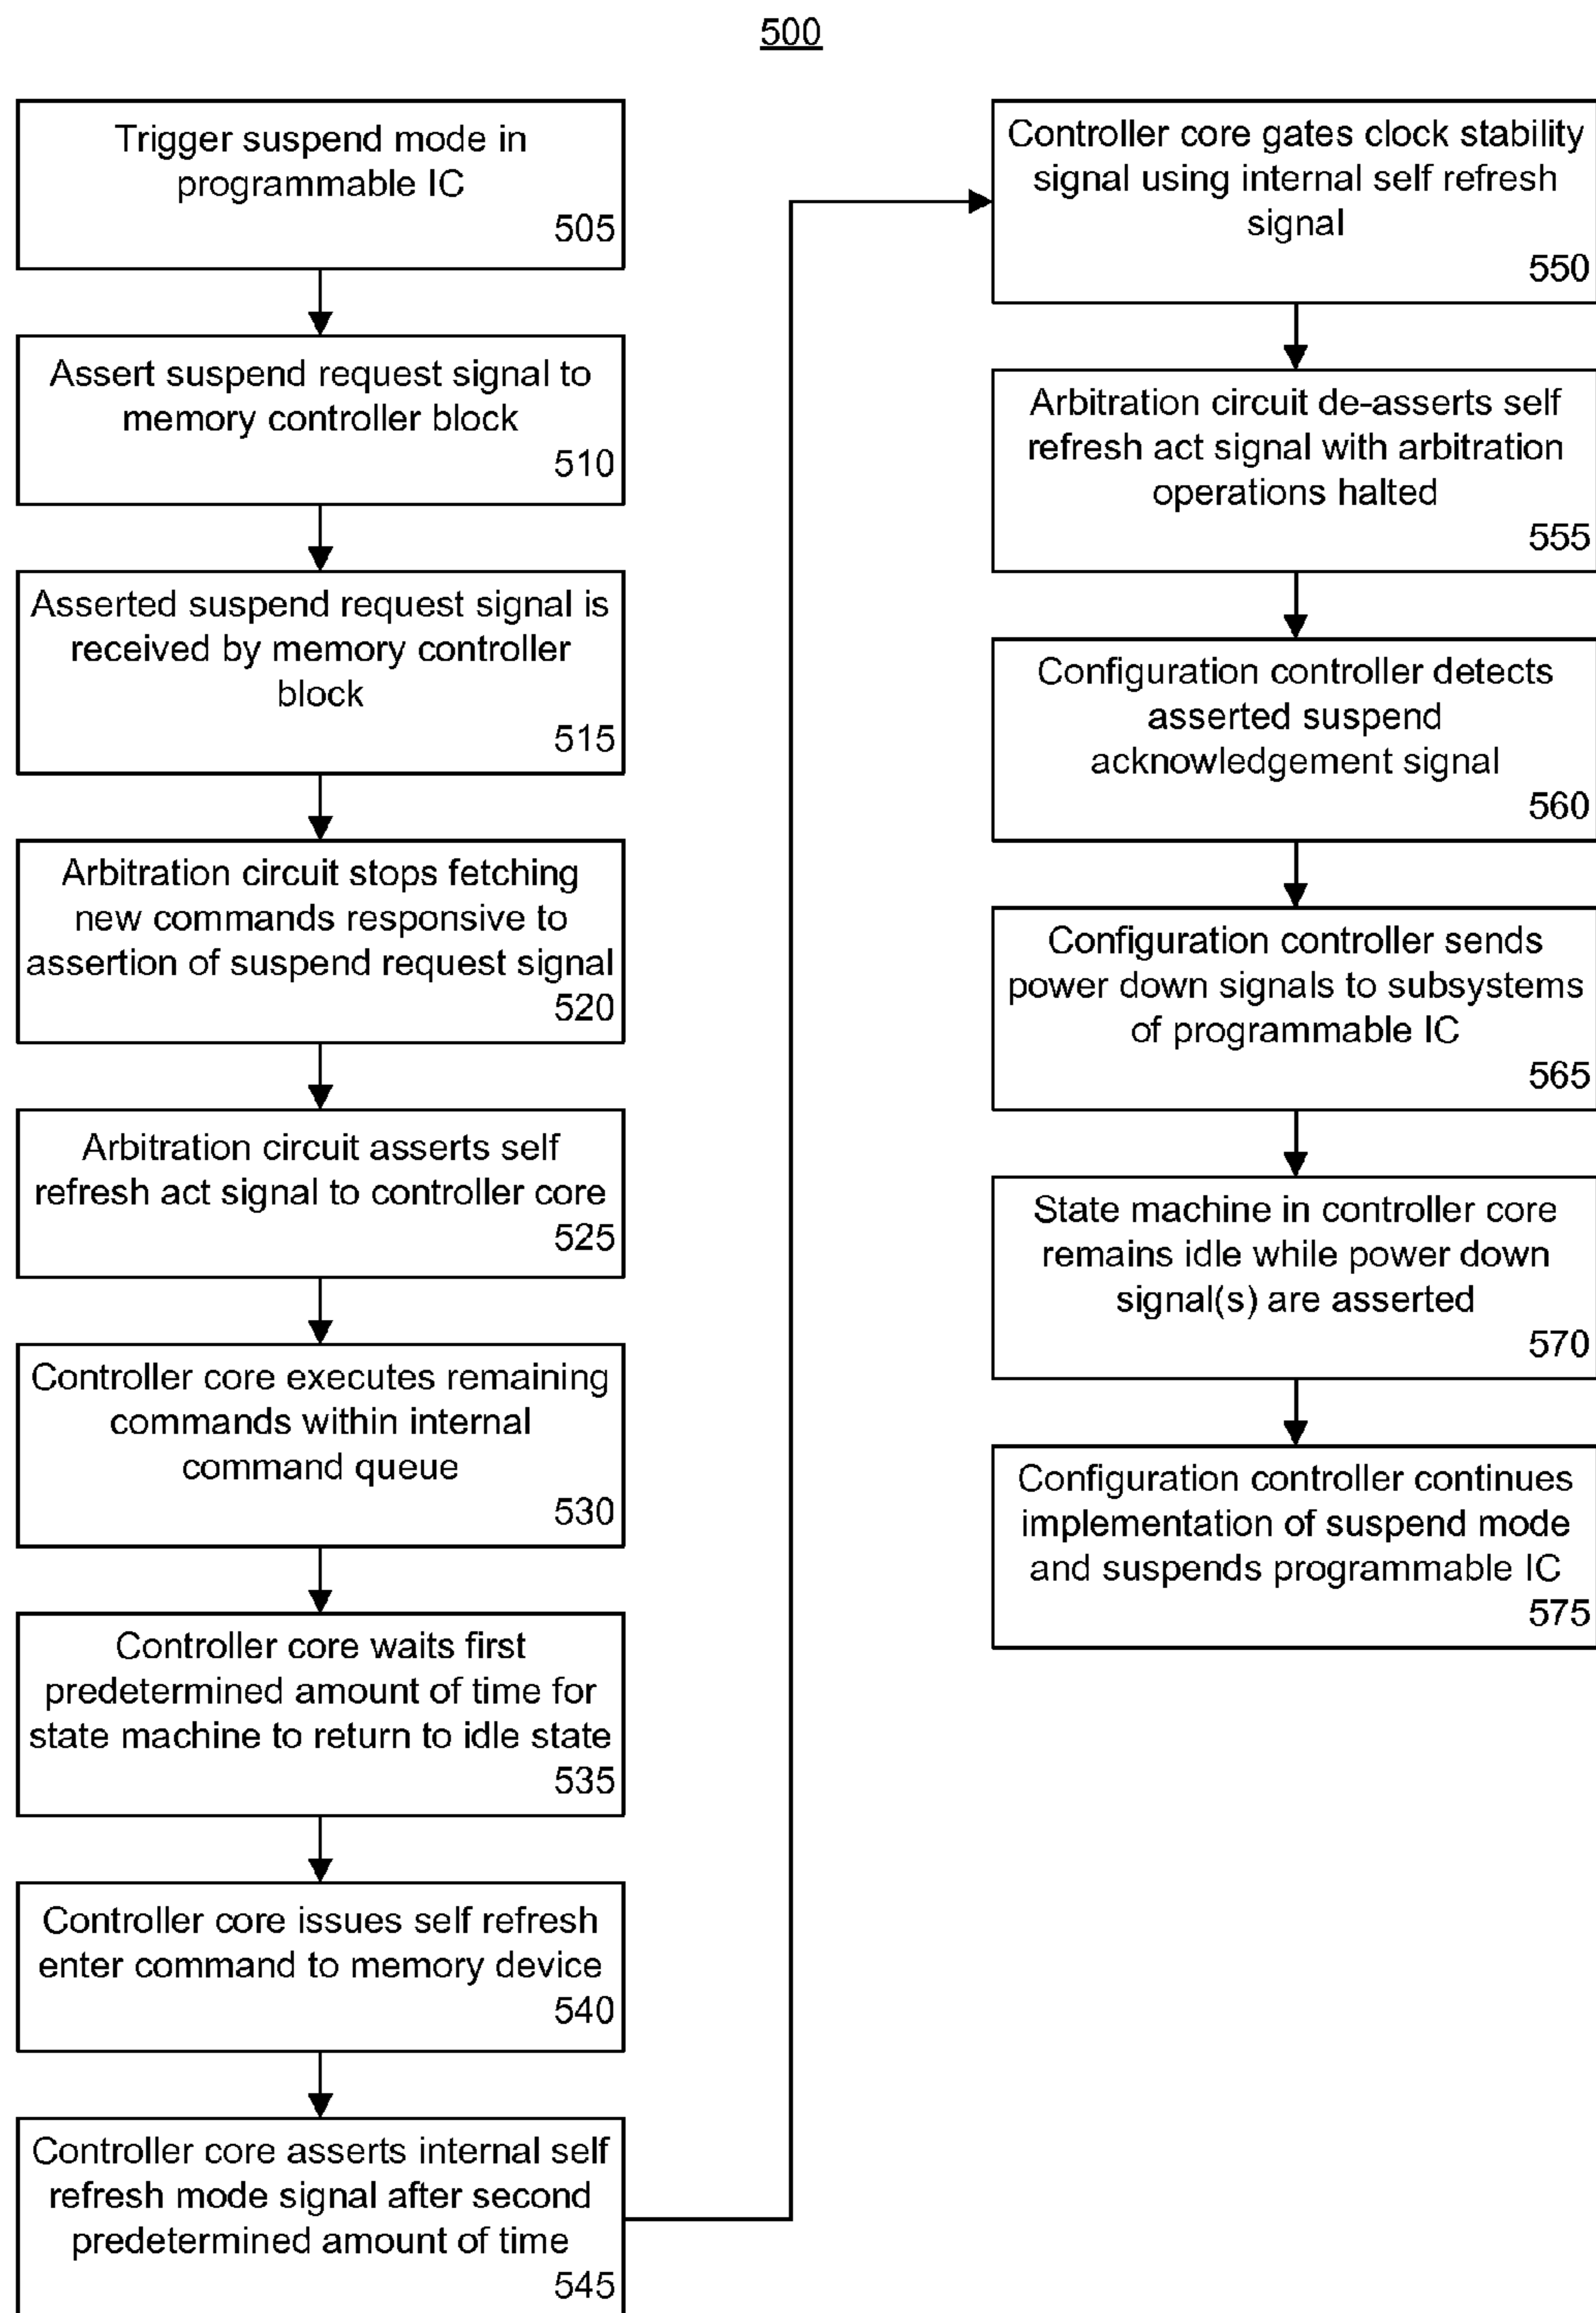 500
Trigger suspend mode in
programmable IC
505
Assert suspend request signal to
memory controller block
510
Asserted suspend request signal is
received by memory controller
block
515
Arbitration circuit stops fetching
new commands responsive to
assertion of suspend request signal
520
Arbitration circuit asserts self
refresh act signal to controller core
525
Controller core executes remaining
commands within internal
command queue
530
Controller core waits first
predetermined amount of time for
state machine to return to idle state
535
Controller core issues self refresh
enter command to memory device
540
Controller core asserts internal self
refresh mode signal after second
predetermined amount of time
545
Controller core gates clock stability
signal using internal self refresh
signal
550
Arbitration circuit de-asserts self
refresh act signal with arbitration
operations halted
555
Configuration controller detects
asserted suspend
acknowledgement signal
560
Configuration controller sends
power down signals to subsystems
of programmable IC
565
State machine in controller core
remains idle while power down
signal(s) are asserted
570
Configuration controller continues
implementation of suspend mode
and suspends programmable IC
575